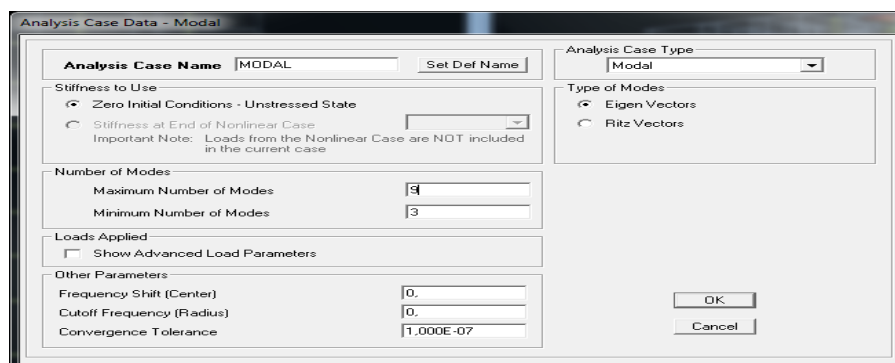 Analysis Case Data - Modal
Analysis Case Name MODAL Set Def Name
Analysis Case Type
Modal
Stiffness to Use
Zero Initial Conditions - Unstressed State
Stiffness at End of Nonlinear Case
Important Note: Loads from the Nonlinear Case are NOT included
in the current case
Type of Modes
Eigen Vectors
Ritz Vectors
Number of Modes
Maximum Number of Modes 9
Minimum Number of Modes 3
Loads Applied
Show Advanced Load Parameters
Other Parameters
Frequency Shift (Center) 0,
Cutoff Frequency (Radius) 0,
Convergence Tolerance 1,000E-07
OK
Cancel